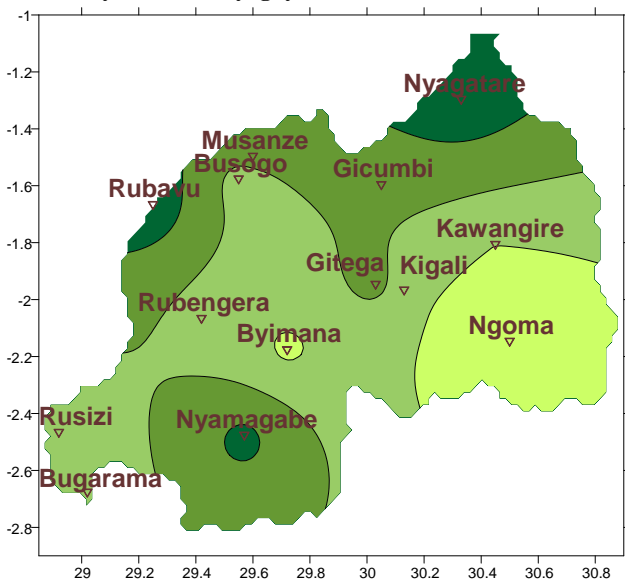 -1
-1.2
Nyagatare
-1.4
Musanze
Busogo
Gicumbi
-1.6
Rubavu
Kawangire
-1.8
Gitega
Kigali
-2
Rubengera
Ngoma
Byimana
-2.2
-2.4
Rusizi
Nyamagabe
-2.6
Bugarama
-2.8
29 29.2 29.4 29.6 29.8 30 30.2 30.4 30.6 30.8